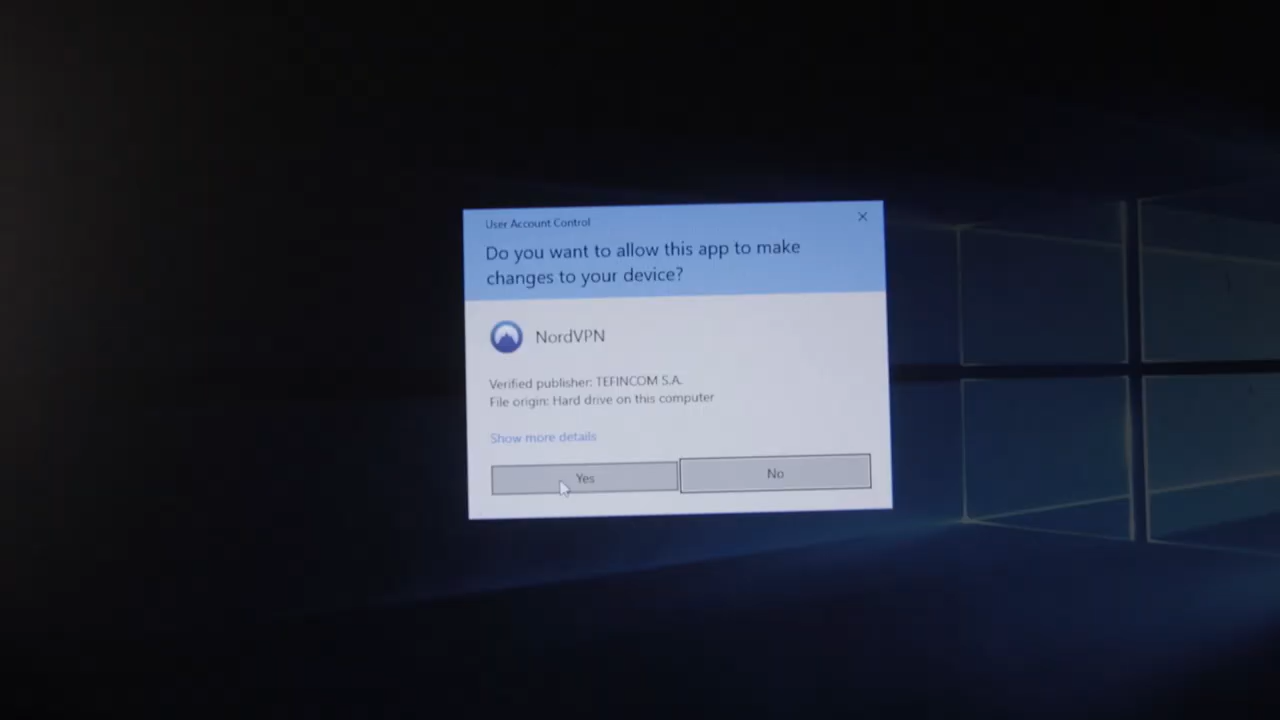 User Account Control
Do you want to allow this app to make
changes to your device?
NordVPN
Verified publisher: TEFINCOM S.A.
File origin: Hard drive on this computer
Show more details
Yes
No